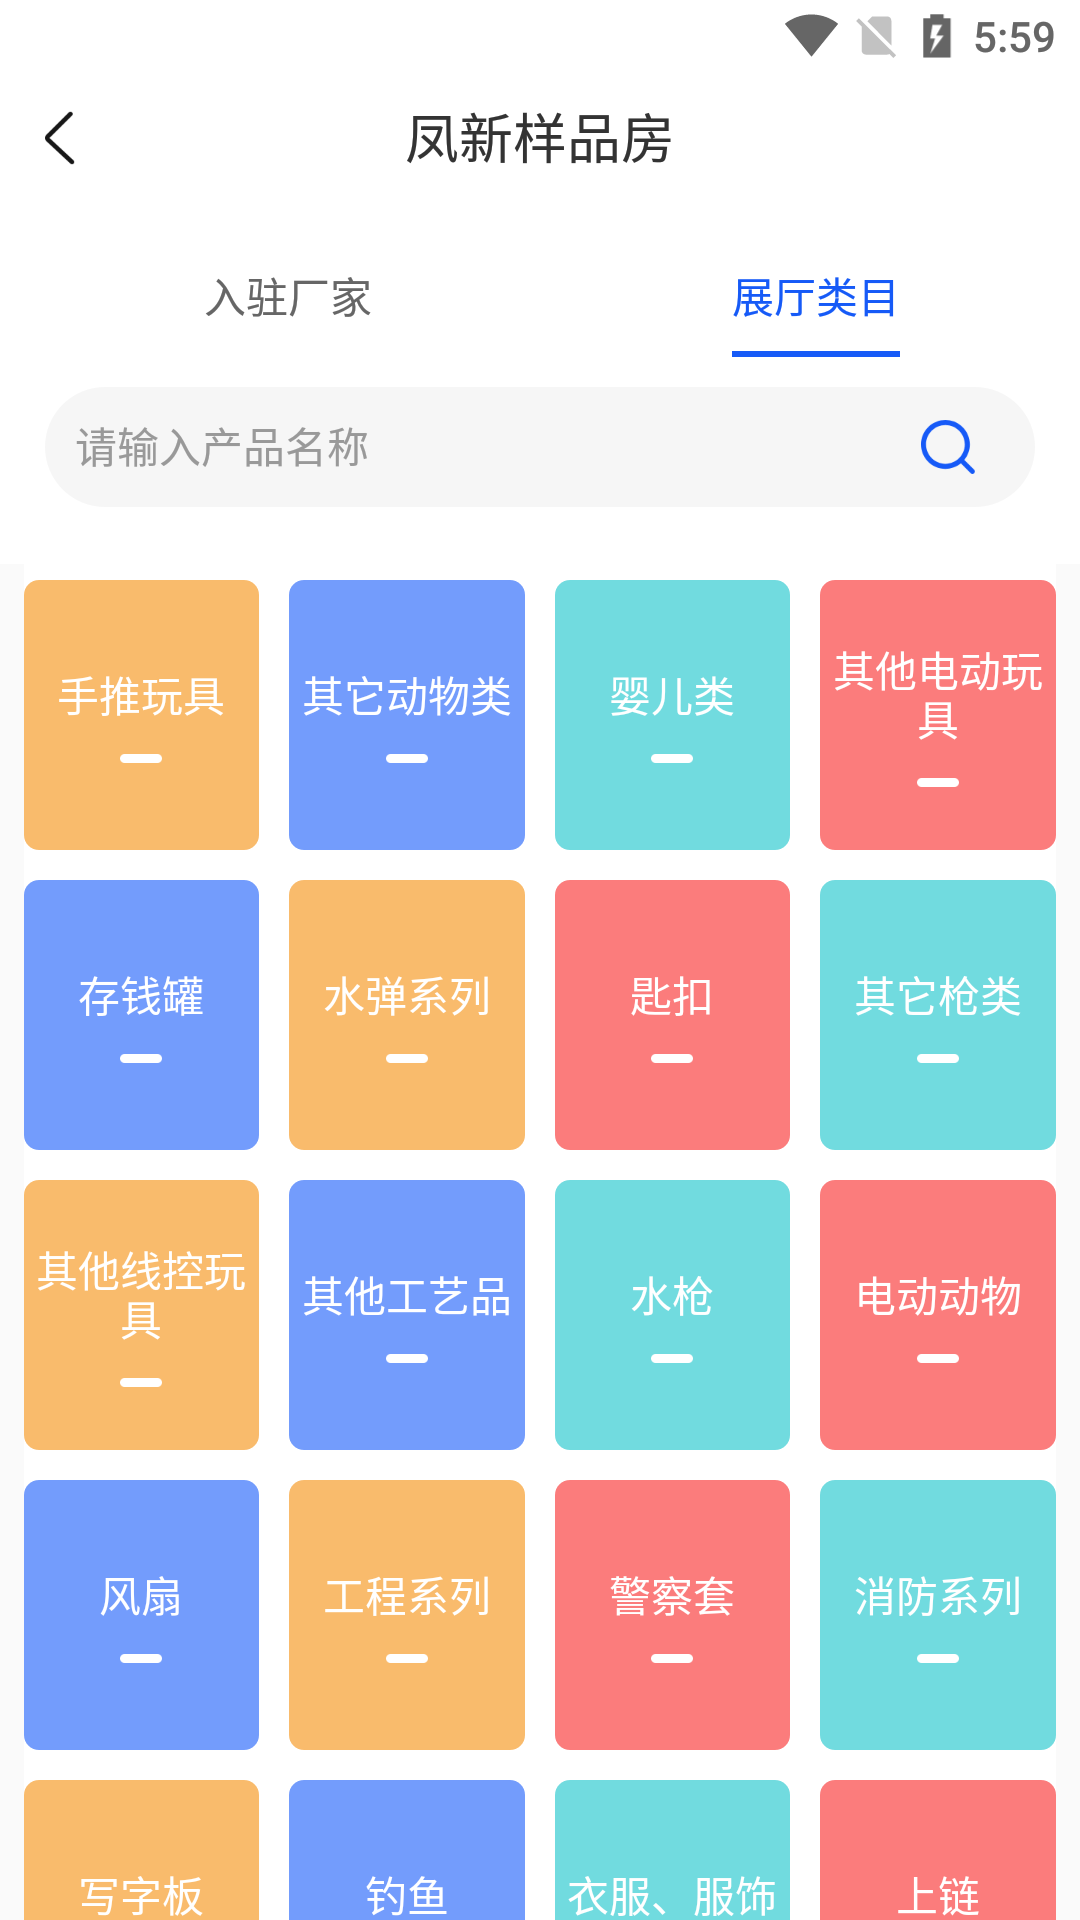 5:59
凤新样品房
入驻厂家
展厅类目
请输入产品名称
手推玩具
其它动物类
婴儿类
其他电动玩
具
存钱罐
水弹系列
匙扣
其它枪类
其他线控玩
具
其他工艺品
水枪
电动动物
风扇
工程系列
警察套
消防系列
写字板
钓鱼
衣服、服饰
上链